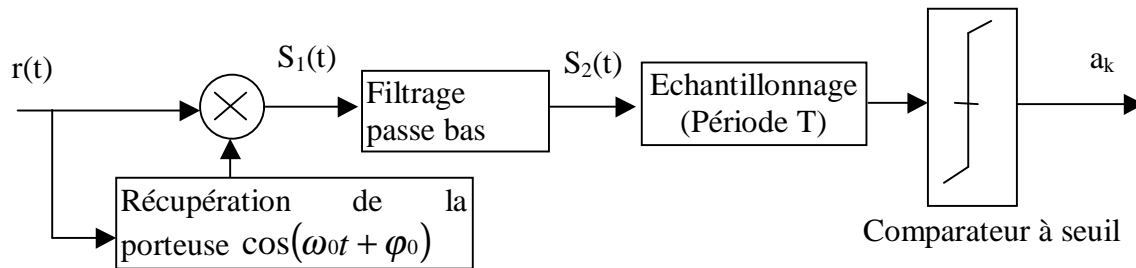 r(t)
S₁(t)
Filtrage
passe bas
S₂(t)
Echantillonnage
(Période T)
aₖ
Récupération de la
porteuse cos(ω₀t + φ₀)
Comparateur à seuil